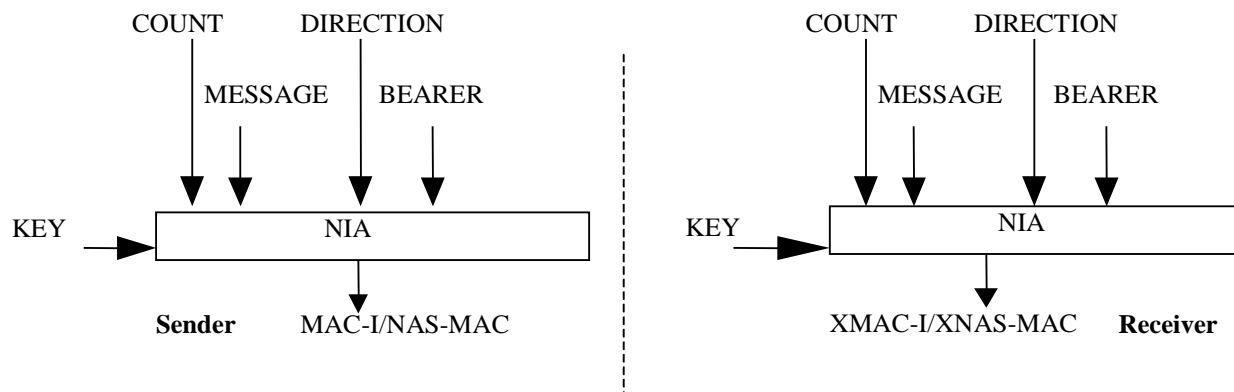 COUNT DIRECTION
MESSAGE BEARER
KEY NIA
Sender MAC-I/NAS-MAC
COUNT DIRECTION
MESSAGE BEARER
KEY NIA
XMAC-I/XNAS-MAC Receiver